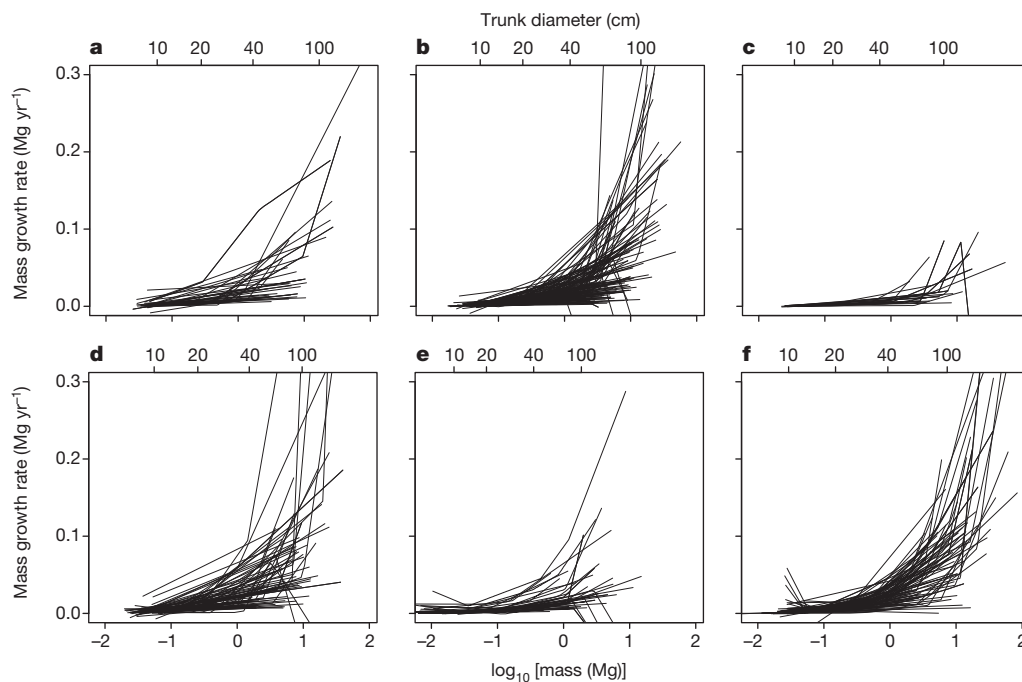 Trunk diameter (cm)
a 10 20 40 100
b 10 20 40 100
c 10 20 40 100
Mass growth rate (Mg yr⁻¹)
0.3
0.2
0.1
0.0
d 10 20 40 100
e 10 20 40 100
f 10 20 40 100
Mass growth rate (Mg yr⁻¹)
0.3
0.2
0.1
0.0
−2 −1 0 1 2
−2 −1 0 1 2
−2 −1 0 1 2
log₁₀ [mass (Mg)]